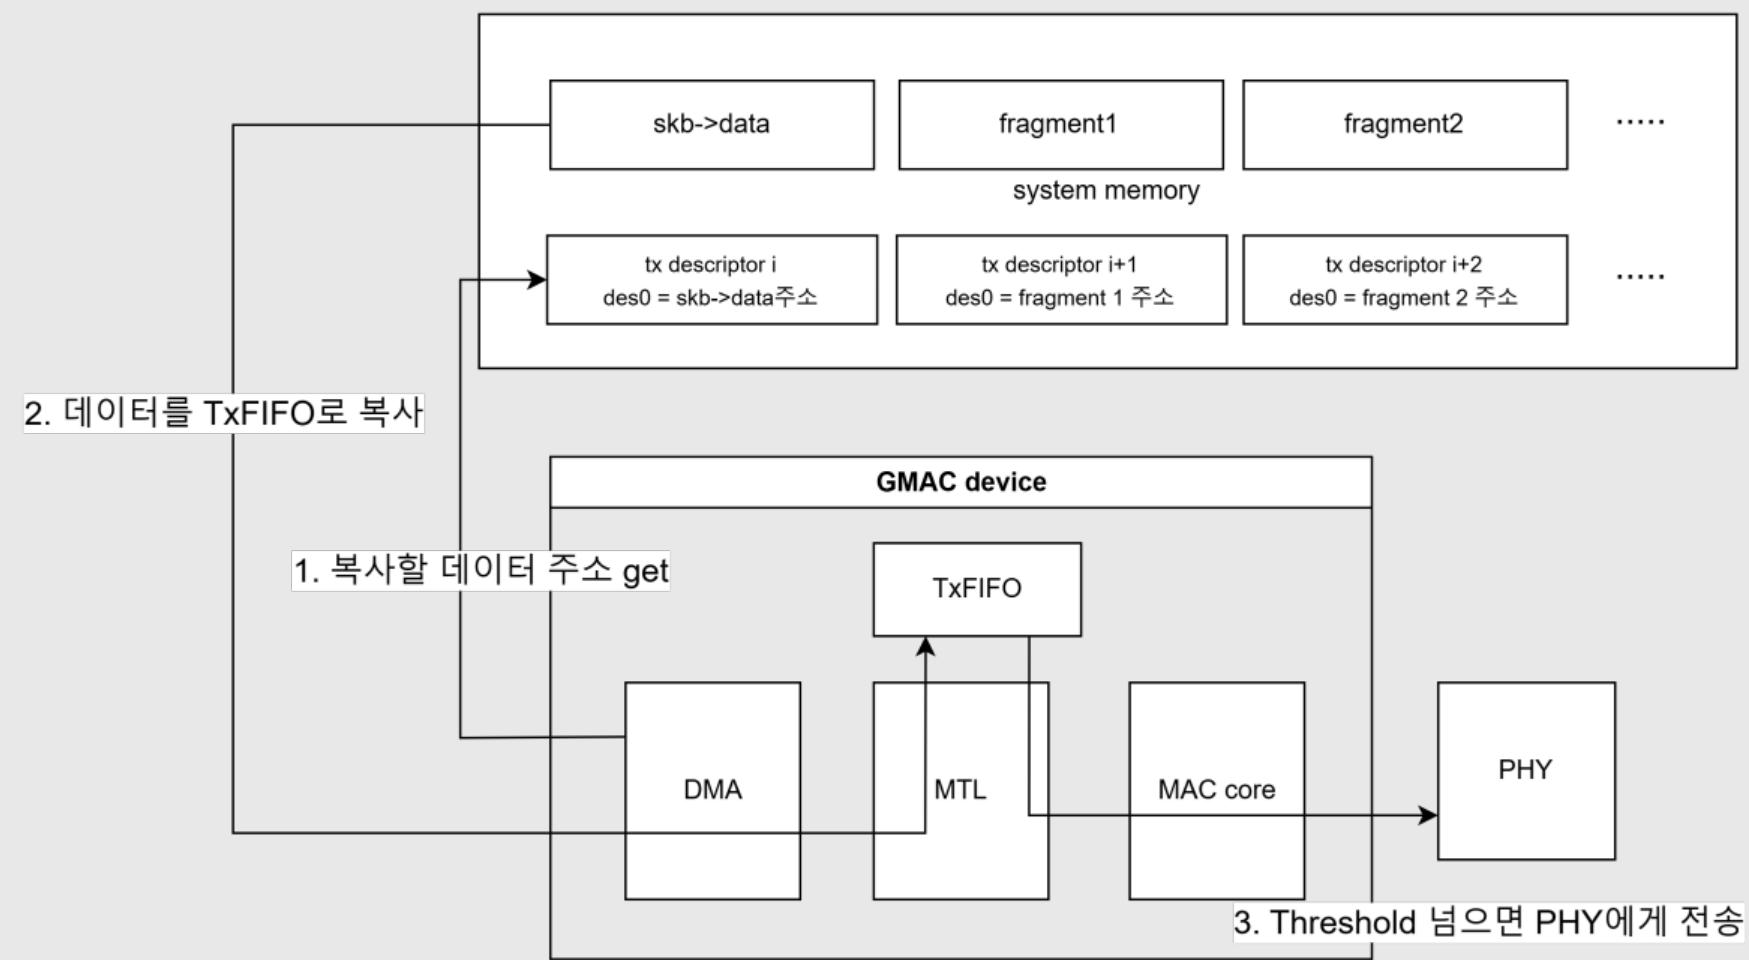 skb->data
fragment1
fragment2
.....
system memory
tx descriptor i
des0 = skb->data주소
tx descriptor i+1
des0 = fragment 1 주소
tx descriptor i+2
des0 = fragment 2 주소
.....
2. 데이터를 TxFIFO로 복사
GMAC device
1. 복사할 데이터 주소 get
TxFIFO
DMA
MTL
MAC core
PHY
3. Threshold 넘으면 PHY에게 전송